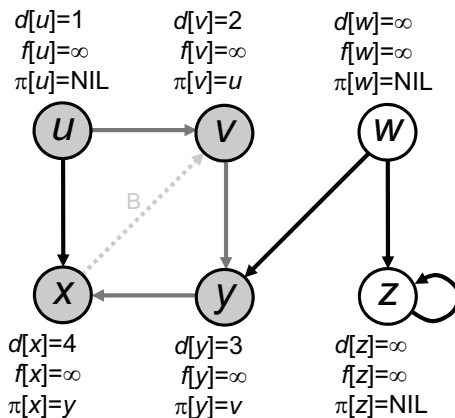 d[u]=1
f[u]=∞
π[u]=NIL
d[v]=2
f[v]=∞
π[v]=u
d[w]=∞
f[w]=∞
π[w]=NIL
u
v
w
B
x
y
z
d[x]=4
f[x]=∞
π[x]=y
d[y]=3
f[y]=∞
π[y]=v
d[z]=∞
f[z]=∞
π[z]=NIL